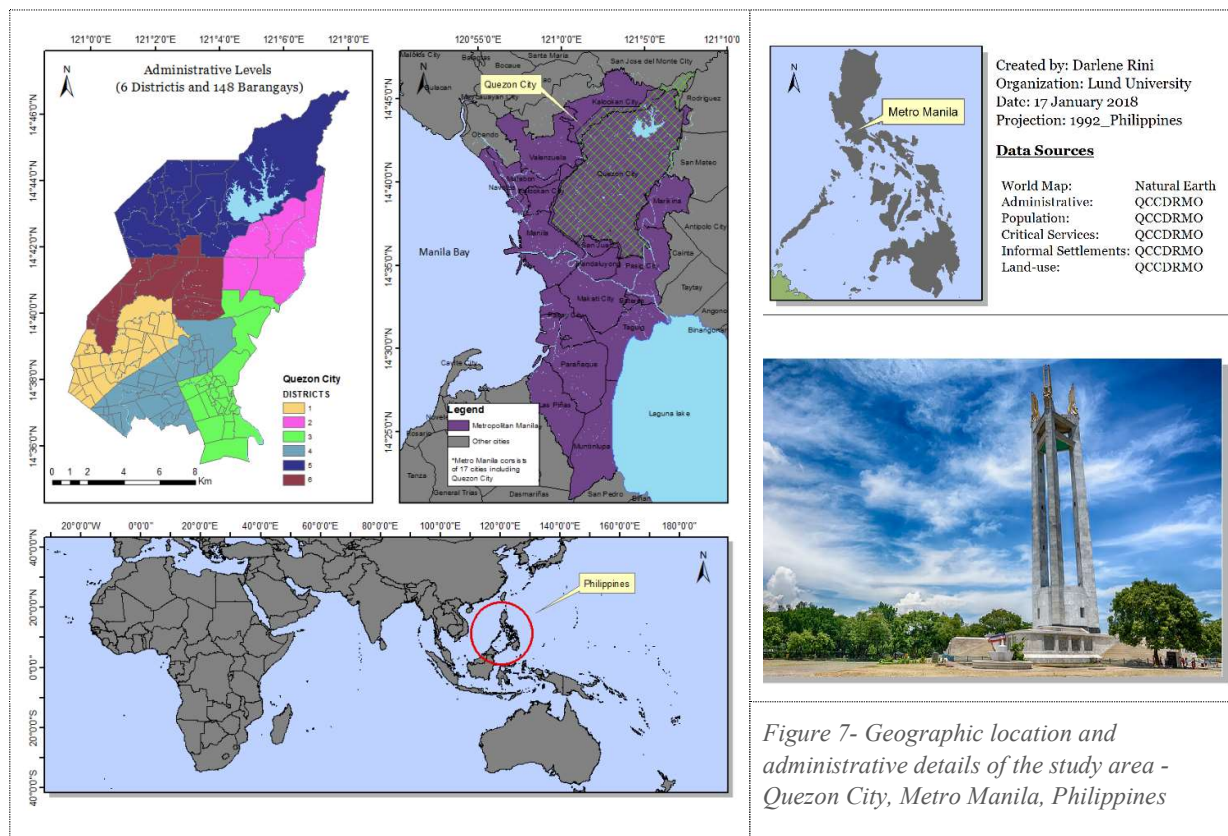 121°0'0"E 121°2'0"E 121°4'0"E 121°6'0"E 121°8'0"E
N
Administrative Levels
(6 Districtis and 148 Barangays)
14°46'0"N
14°44'0"N
14°42'0"N
14°40'0"N
14°38'0"N
14°36'0"N
Quezon City
DISTRICTS
1
2
3
4
5
6
0 1 2 4 6 8
Km
120°55'0"E 121°0'0"E 121°5'0"E 121°10'0
N
Santa Maria
Bocaue
San Jose del Monte City
Quezon City
Kalookan City
Rodriguez
Obando
Valenzuela
San Mateo
Malabon
Navotas
Kalookan City
Quezon City
Marikina
Manila
Antipolo City
San Juan
Mandaluyong
Pasig City
Cainta
Manila Bay
Makati City
Pateros
Taytay
Pasay City
Taguig
Angono
Binangonan
Cavite City
Parañaque
Las Piñas
Laguna lake
Rosario
Muntinlupa
Tanza
General Trias
Dasmariñas
San Pedro
Biñan
14°45'0"N
14°40'0"N
14°35'0"N
14°30'0"N
14°25'0"N
Legend
Metropolitan Manila
Other cities
*Metro Manila consists
of 17 cities including
Quezon City
N
Metro Manila
Created by: Darlene Rini
Organization: Lund University
Date: 17 January 2018
Projection: 1992_Philippines
Data Sources
World Map: Natural Earth
Administrative: QCCDRMO
Population: QCCDRMO
Critical Services: QCCDRMO
Informal Settlements: QCCDRMO
Land-use: QCCDRMO
20°0'0"W 0°0'0" 20°0'0"E 40°0'0"E 60°0'0"E 80°0'0"E 100°0'0"E 120°0'0"E 140°0'0"E 160°0'0"E 180°0'0"
40°0'0"N
20°0'0"N
0°0'0"
20°0'0"S
40°0'0"S
N
Philippines
Figure 7- Geographic location and
administrative details of the study area -
Quezon City, Metro Manila, Philippines